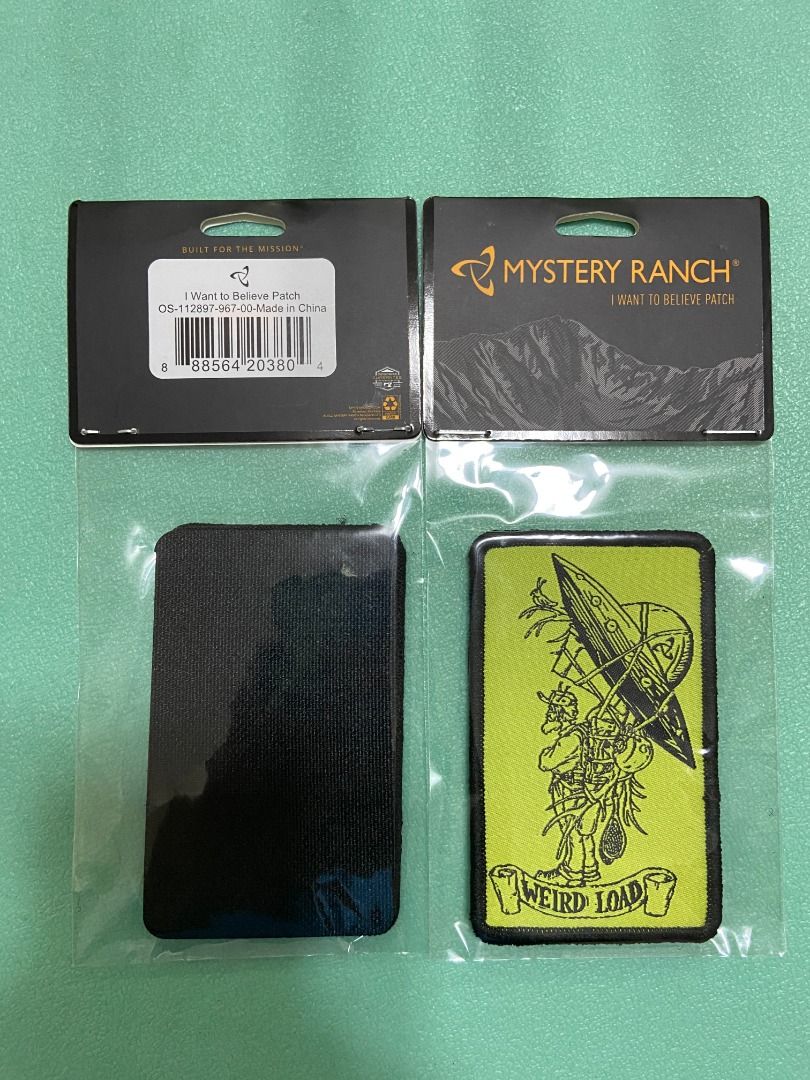 BUILT FOR THE MISSION
I Want to Believe Patch
OS-112897-967-00-Made in China
8 88564 20380 4
MYSTERY RANCH®
I WANT TO BELIEVE PATCH
WEIRD LOAD